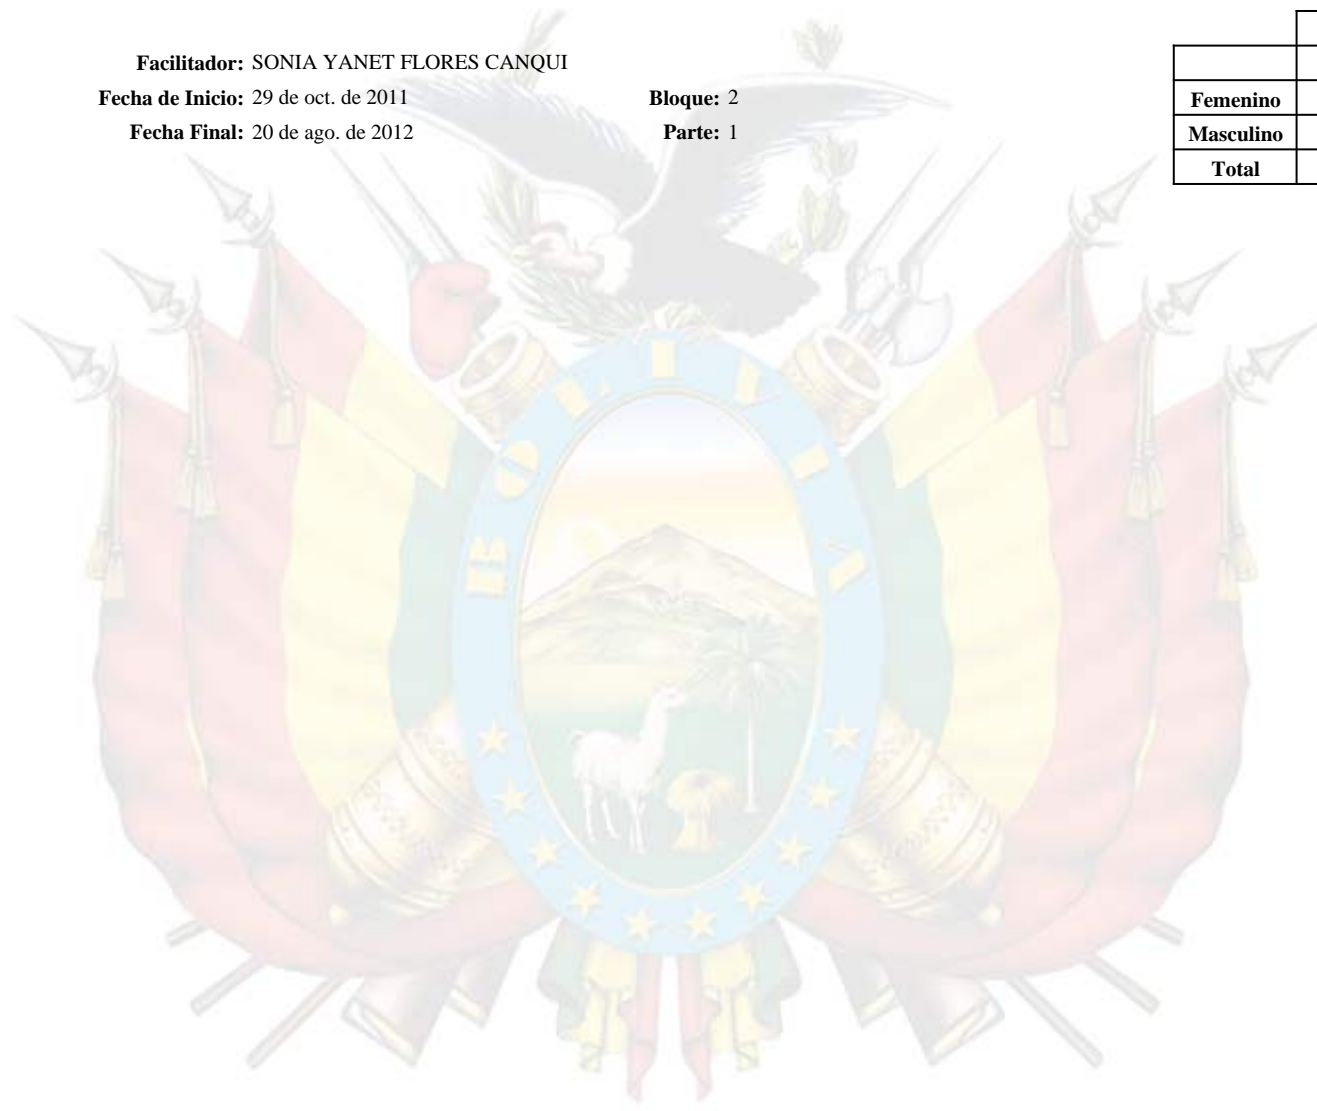 Facilitador: SONIA YANET FLORES CANQUI
Fecha de Inicio: 29 de oct. de 2011 Bloque: 2
Fecha Final: 20 de ago. de 2012 Parte: 1
Femenino
Masculino
Total
BOLIVIA